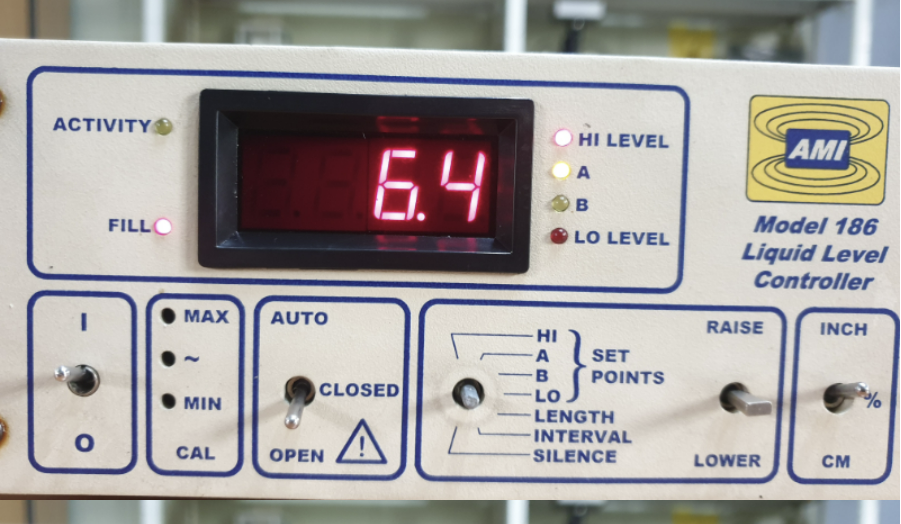 ACTIVITY
FILL
6.4
HI LEVEL
A
B
LO LEVEL
AMI
Model 186
Liquid Level
Controller
I
O
MAX
~
MIN
CAL
AUTO
CLOSED
OPEN
!
HI
A
B
LO
SET
POINTS
LENGTH
INTERVAL
SILENCE
RAISE
LOWER
INCH
%
CM